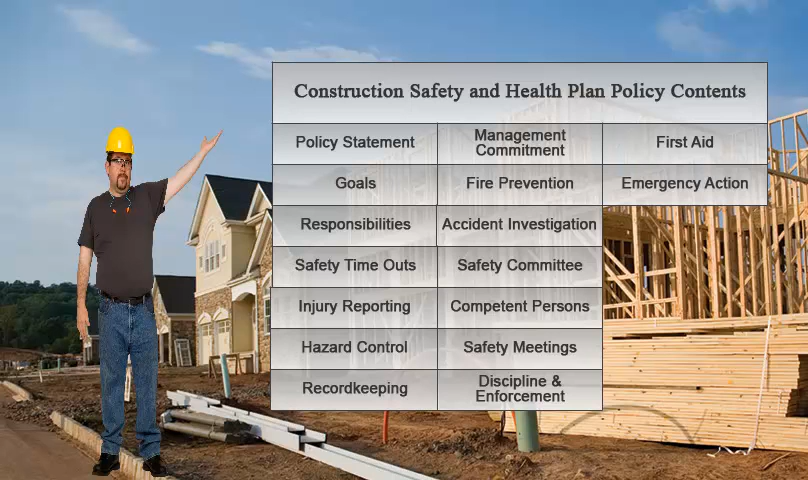 Construction Safety and Health Plan Policy Contents
Policy Statement
Management
Commitment
First Aid
Goals
Fire Prevention
Emergency Action
Responsibilities
Accident Investigation
Safety Time Outs
Safety Committee
Injury Reporting
Competent Persons
Hazard Control
Safety Meetings
Recordkeeping
Discipline &
Enforcement